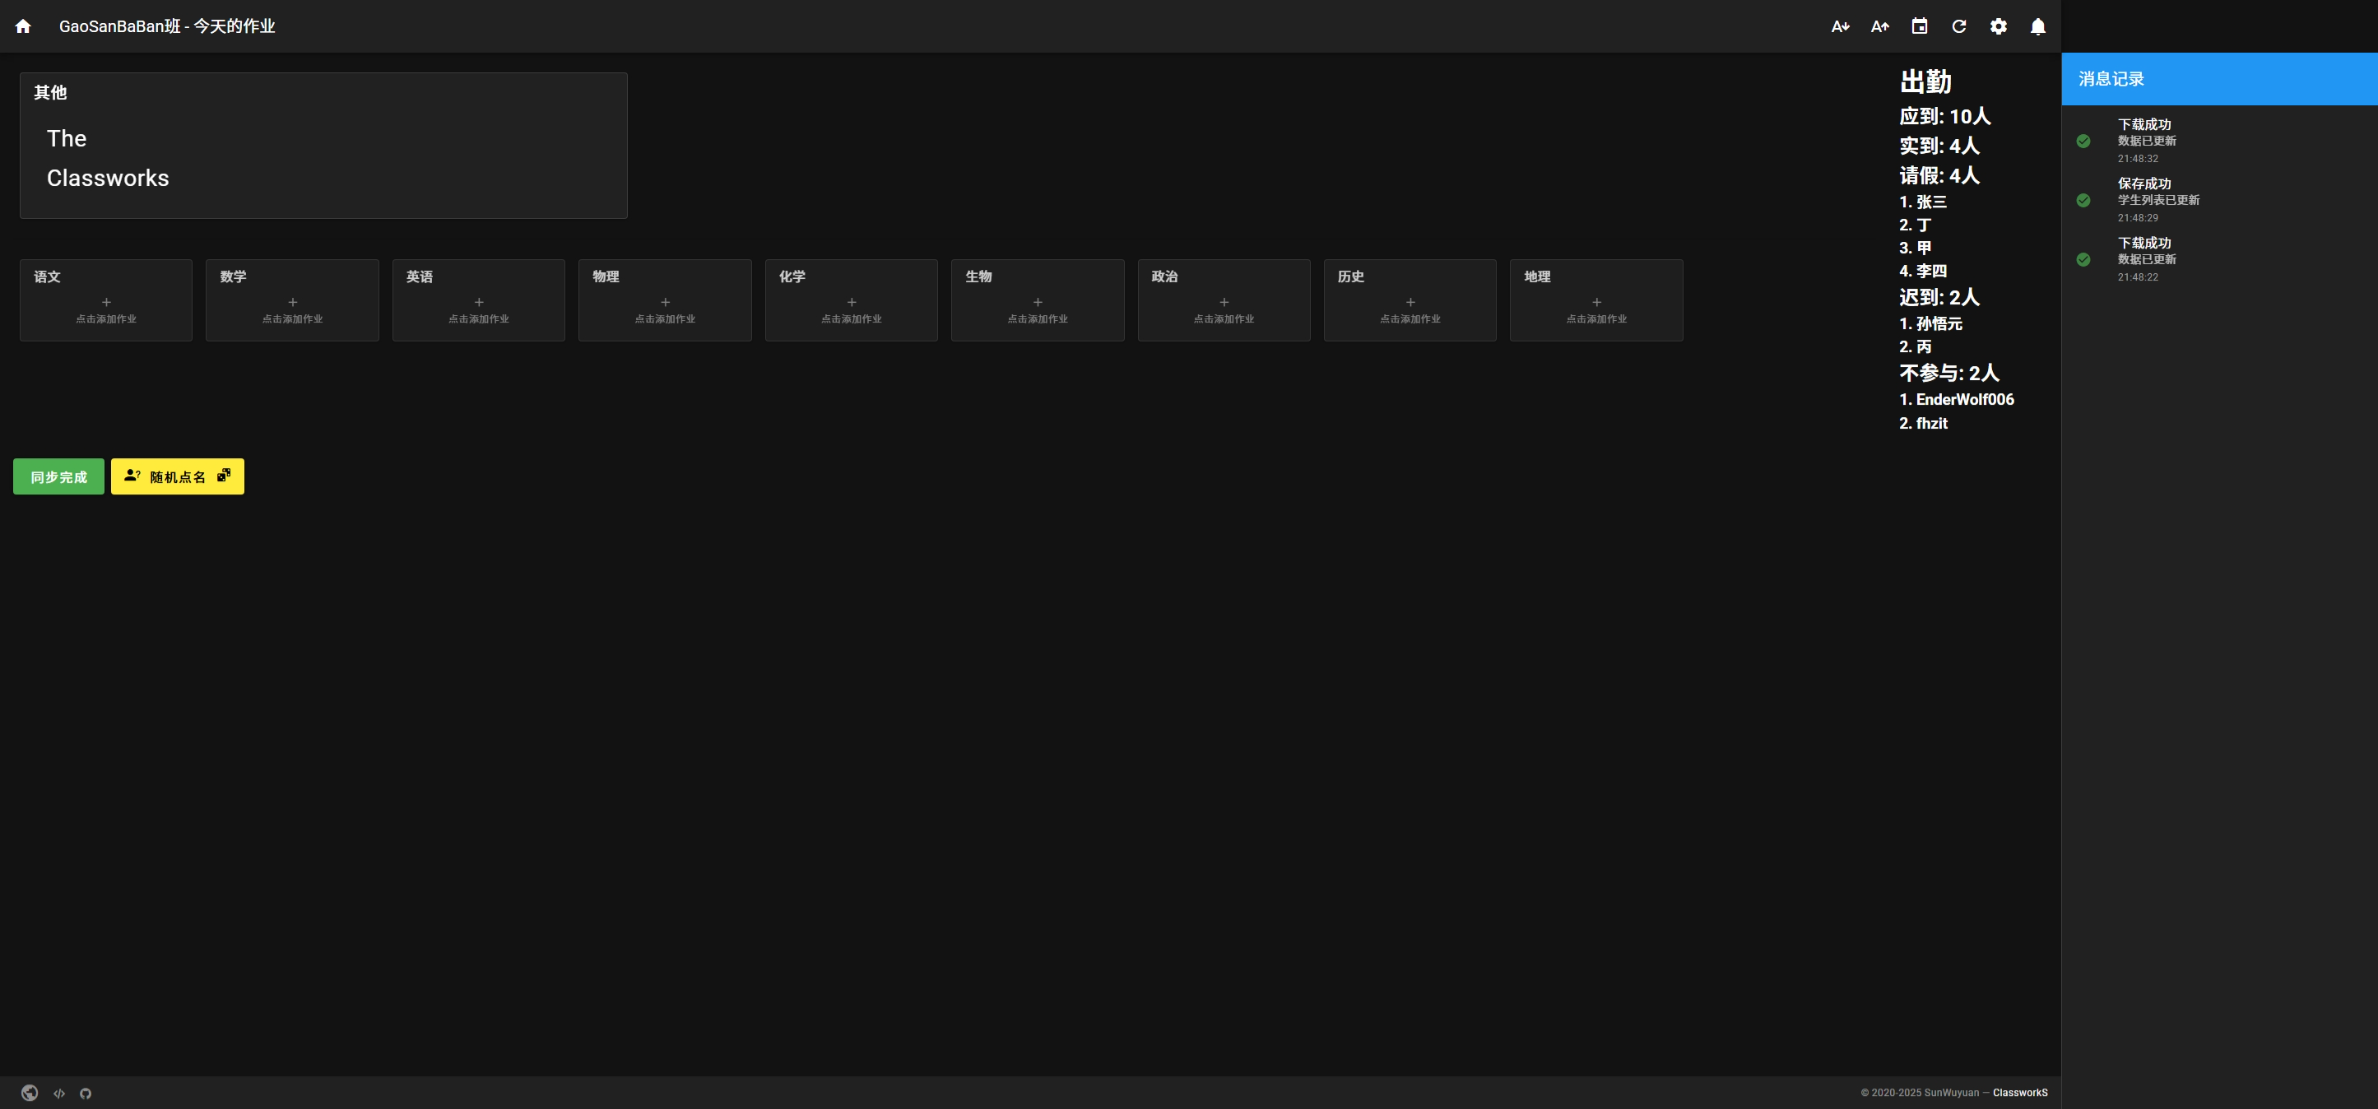 GaoSanBaBan班 - 今天的作业
其他
The
Classworks
语文
点击添加作业
数学
点击添加作业
英语
点击添加作业
物理
点击添加作业
化学
点击添加作业
生物
点击添加作业
政治
点击添加作业
历史
点击添加作业
地理
点击添加作业
同步完成
随机点名
出勤
应到: 10人
实到: 4人
请假: 4人
1. 张三
2. 丁
3. 甲
4. 李四
迟到: 2人
1. 孙悟元
2. 丙
不参与: 2人
1. EnderWolf006
2. fhzit
消息记录
下载成功
数据已更新
21:48:32
保存成功
学生列表已更新
21:48:29
下载成功
数据已更新
21:48:22
© 2020-2025 SunWuyuan — ClassworkS